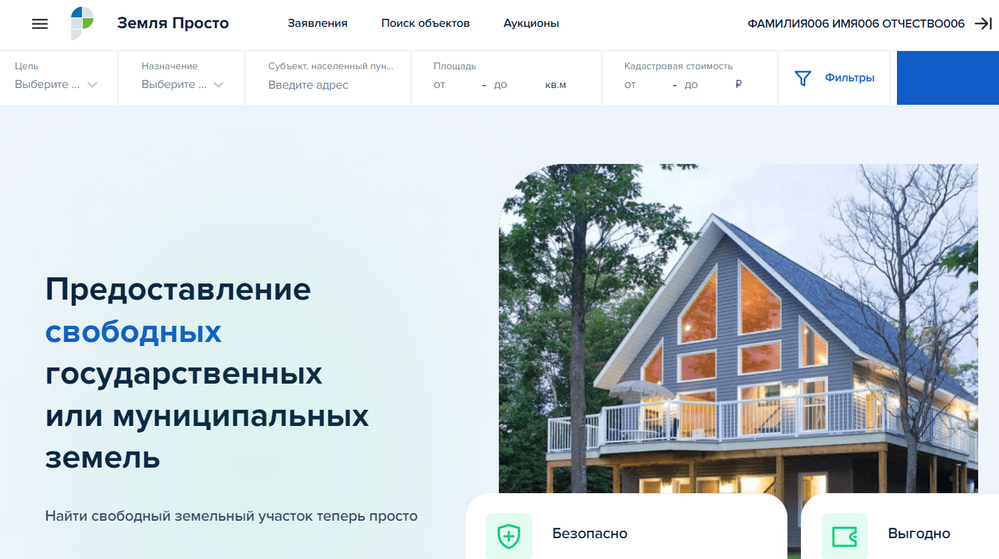 Земля Просто
Заявления
Поиск объектов
Аукционы
ФАМИЛИЯ006 ИМЯ006 ОТЧЕСТВО006
Цель
Выберите ...
Назначение
Выберите ...
Субъект, населенный пун...
Введите адрес
Площадь
от - до кв.м
Кадастровая стоимость
от - до ₽
Фильтры
Предоставление
свободных
государственных
или муниципальных
земель
Найти свободный земельный участок теперь просто
Безопасно
Выгодно